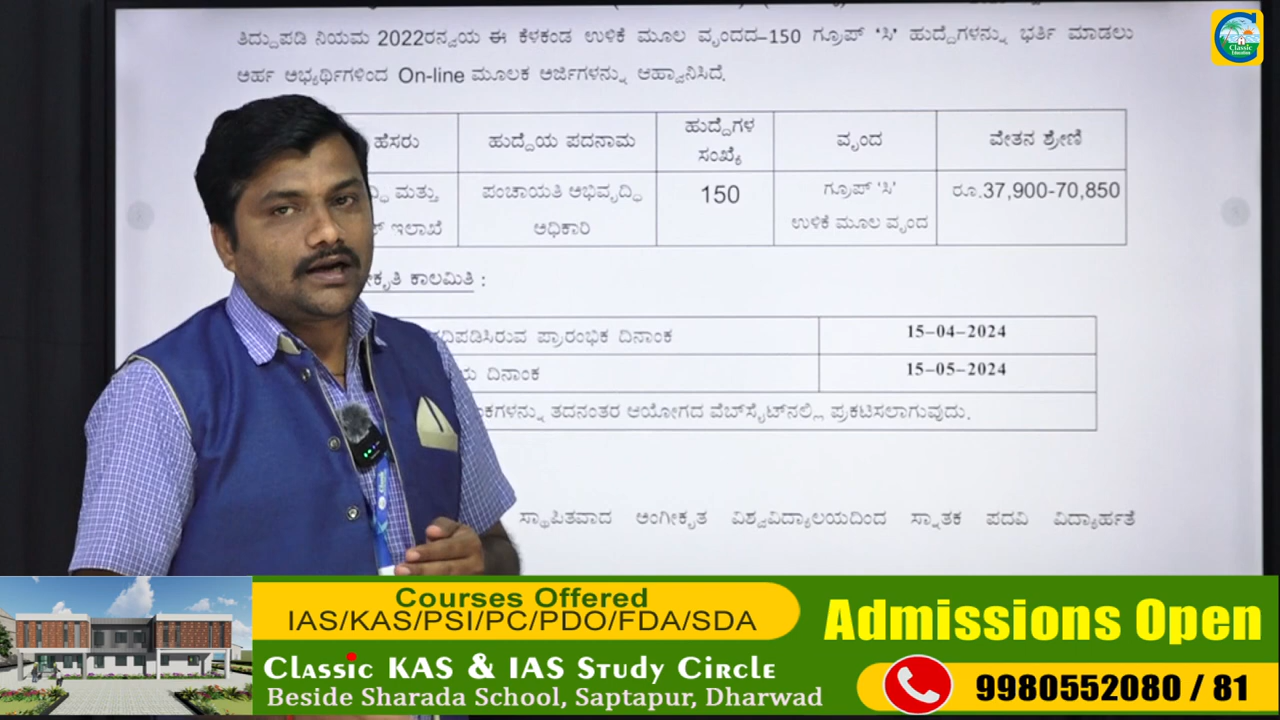 ತಿದ್ದುಪಡಿ ನಿಯಮ 2022ರನ್ವಯ ಈ ಕೆಳಕಂಡ ಉಳಿಕೆ ಮೂಲ ವೃಂದದ–150 ಗ್ರೂಪ್ 'ಸಿ' ಹುದ್ದೆಗಳನ್ನು ಭರ್ತಿ ಮಾಡಲು
ಅರ್ಹ ಅಭ್ಯರ್ಥಿಗಳಿಂದ On-line ಮೂಲಕ ಅರ್ಜಿಗಳನ್ನು ಆಹ್ವಾನಿಸಿದೆ.
Classic
Education
ಹೆಸರು ಹುದ್ದೆಯ ಪದನಾಮ ಹುದ್ದೆಗಳ ಸಂಖ್ಯೆ ವೃಂದ ವೇತನ ಶ್ರೇಣಿ
ಮತ್ತು ಪಂಚಾಯತಿ ಅಭಿವೃದ್ಧಿ 150 ಗ್ರೂಪ್ 'ಸಿ' ರೂ.37,900-70,850
ಇಲಾಖೆ ಅಧಿಕಾರಿ ಉಳಿಕೆ ಮೂಲ ವೃಂದ
ಕಾಲಮಿತಿ :
ಪ್ರಾರಂಭಿಕ ದಿನಾಂಕ 15–04–2024
ದಿನಾಂಕ 15–05–2024
ತದನಂತರ ಆಯೋಗದ ವೆಬ್‌ಸೈಟ್‌ನಲ್ಲಿ ಪ್ರಕಟಿಸಲಾಗುವುದು.
ಸ್ಥಾಪಿತವಾದ ಅಂಗೀಕೃತ ವಿಶ್ವವಿದ್ಯಾಲಯದಿಂದ ಸ್ನಾತಕ ಪದವಿ ವಿದ್ಯಾರ್ಹತೆ
Courses Offered
IAS/KAS/PSI/PC/PDO/FDA/SDA
Classic KAS & IAS Study Circle
Beside Sharada School, Saptapur, Dharwad
Admissions Open
9980552080 / 81